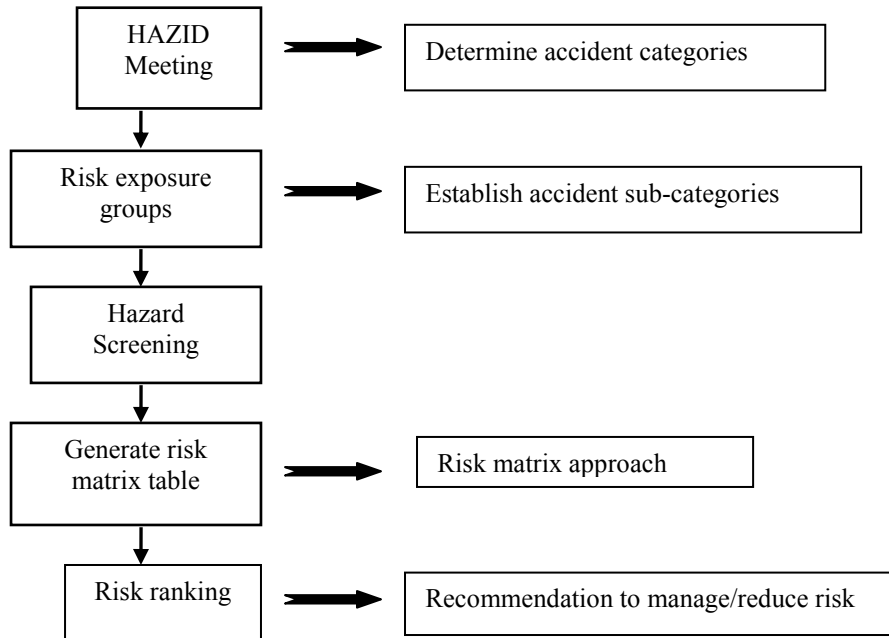 HAZID
Meeting
Determine accident categories
Risk exposure
groups
Establish accident sub-categories
Hazard
Screening
Generate risk
matrix table
Risk matrix approach
Risk ranking
Recommendation to manage/reduce risk